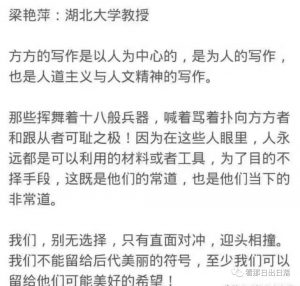 梁艳萍：湖北大学教授
方方的写作是以人为中心的，是为人的写作，
也是人道主义与人文精神的写作。
那些挥舞着十八般兵器，喊着骂着扑向方方者
和跟从者可耻之极！因为在这些人眼里，人永
远都是可以利用的材料或者工具，为了目的不
择手段，这既是他们的常道，也是他们当下的
非常道。
我们，别无选择，只有直面对冲，迎头相撞。
我们不能留给后代美丽的符号，至少我们可以
留给他们可能美好的希望！